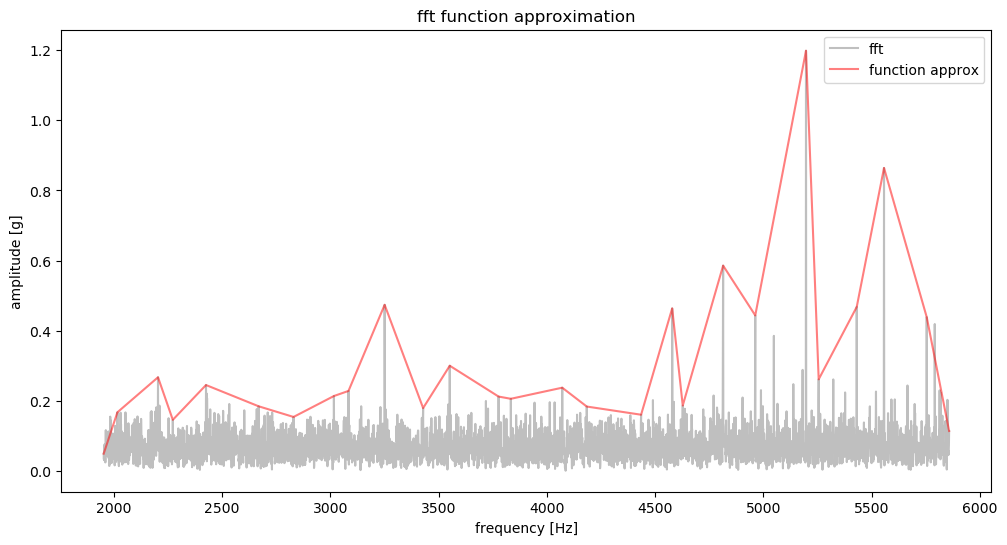 fft function approximation
fft
function approx
amplitude [g]
1.2
1.0
0.8
0.6
0.4
0.2
0.0
2000 2500 3000 3500 4000 4500 5000 5500 6000
frequency [Hz]